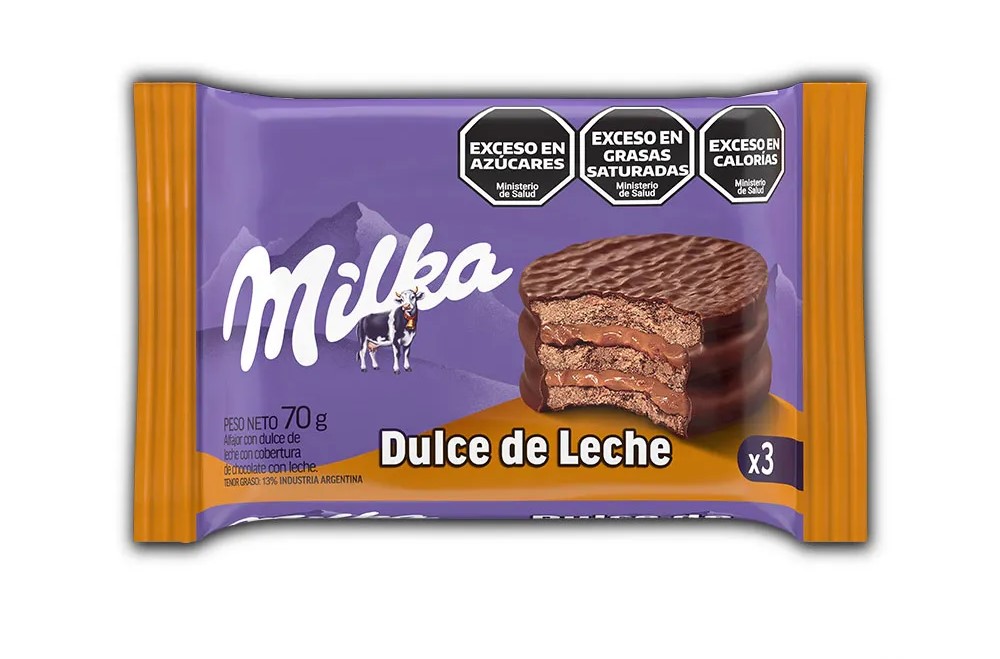 EXCESO EN
AZÚCARES
Ministerio
de Salud
EXCESO EN
GRASAS
SATURADAS
Ministerio
de Salud
EXCESO EN
CALORÍAS
Ministerio
de Salud
Milka
PESO NETO 70 g
Alfajor con dulce de
leche con cobertura
de chocolate con leche.
TENOR GRASO: 13% INDUSTRIA ARGENTINA
Dulce de Leche
x3